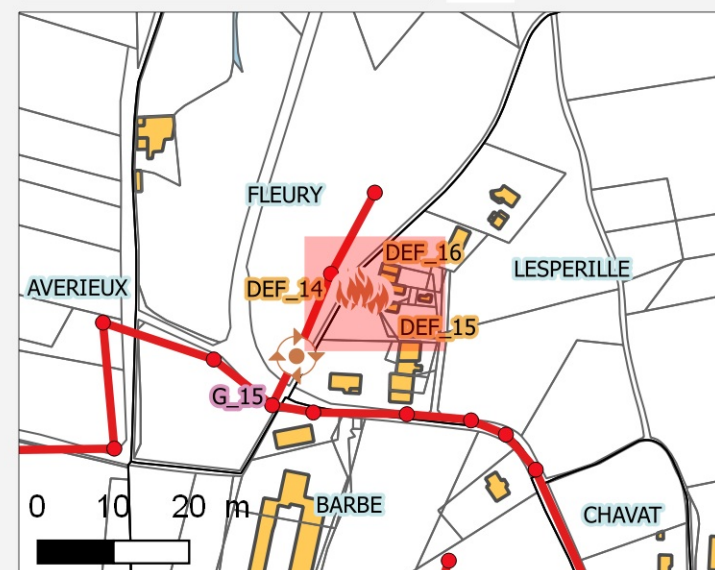 FLEURY
DEF_16
LESPERILLE
AVERIEUX
DEF_14
DEF_15
G_15
0 10 20 m
BARBE
CHAVAT